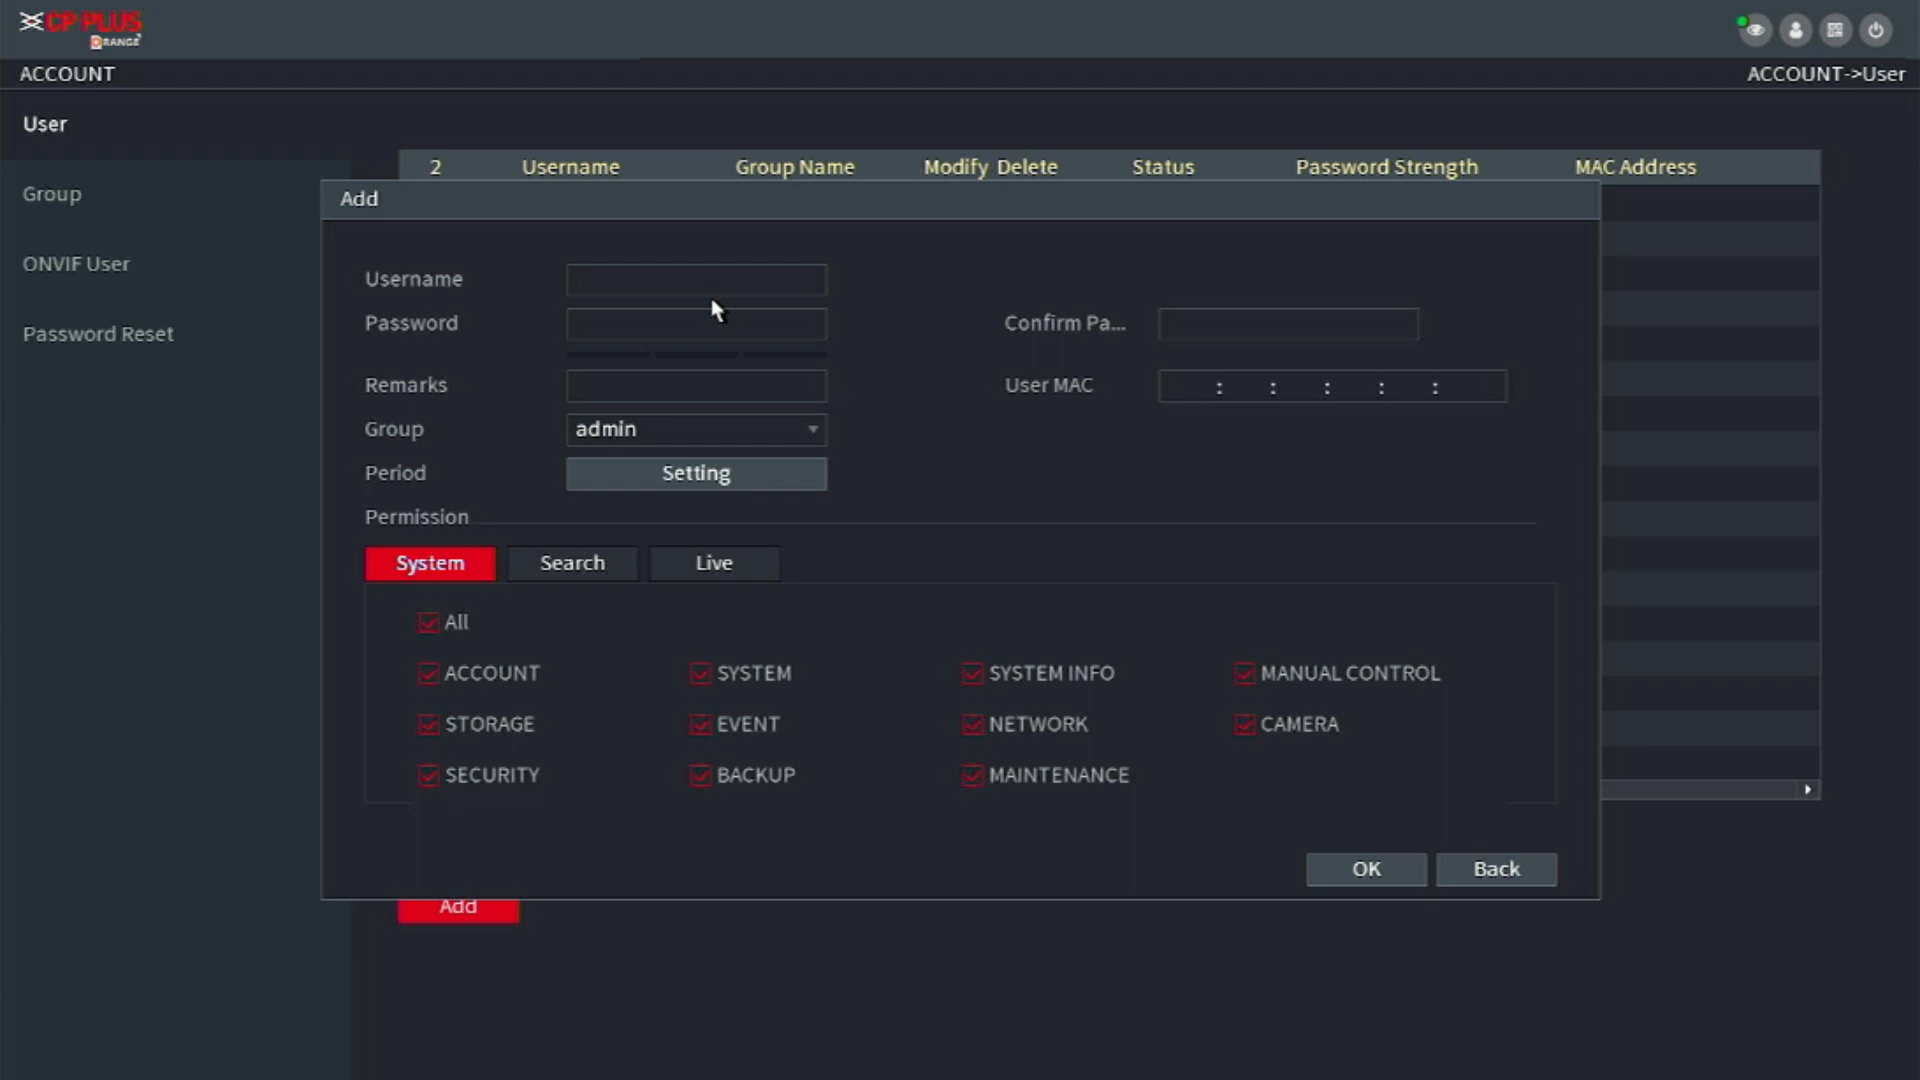 CP PLUS
ORANGE
ACCOUNT
ACCOUNT->User
User
Group
ONVIF User
Password Reset
2 Username Group Name Modify Delete Status Password Strength MAC Address
Add
Username
Password
Confirm Pa...
Remarks
User MAC : : : : :
Group admin
Period Setting
Permission
System Search Live
All
ACCOUNT SYSTEM SYSTEM INFO MANUAL CONTROL
STORAGE EVENT NETWORK CAMERA
SECURITY BACKUP MAINTENANCE
OK Back
Add